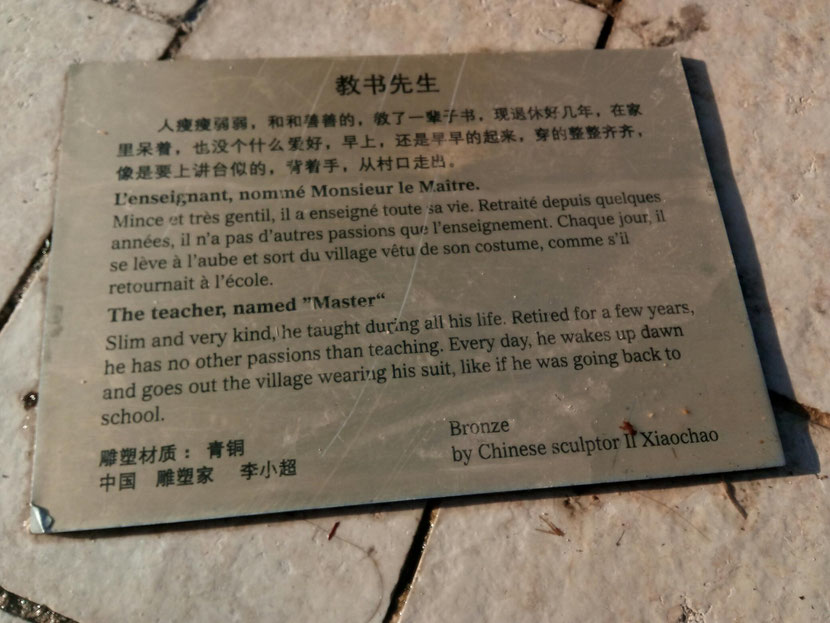 教书先生
人瘦瘦弱弱，和和善善的，教了一辈子书，现退休好几年，在家
里呆着，也没个什么爱好，早上，还是早早的起来，穿的整整齐齐，
像是要上讲台似的，背着手，从村口走出。
L'enseignant, nommé Monsieur le Maître.
Mince et très gentil, il a enseigné toute sa vie. Retraité depuis quelques
années, il n'a pas d'autres passions que l'enseignement. Chaque jour, il
se lève à l'aube et sort du village vêtu de son costume, comme s'il
retournait à l'école.
The teacher, named ”Master“
Slim and very kind, he taught during all his life. Retired for a few years,
he has no other passions than teaching. Every day, he wakes up dawn
and goes out the village wearing his suit, like if he was going back to
school.
雕塑材质：青铜
中国 雕塑家 李小超
Bronze
by Chinese sculptor lI Xiaochao